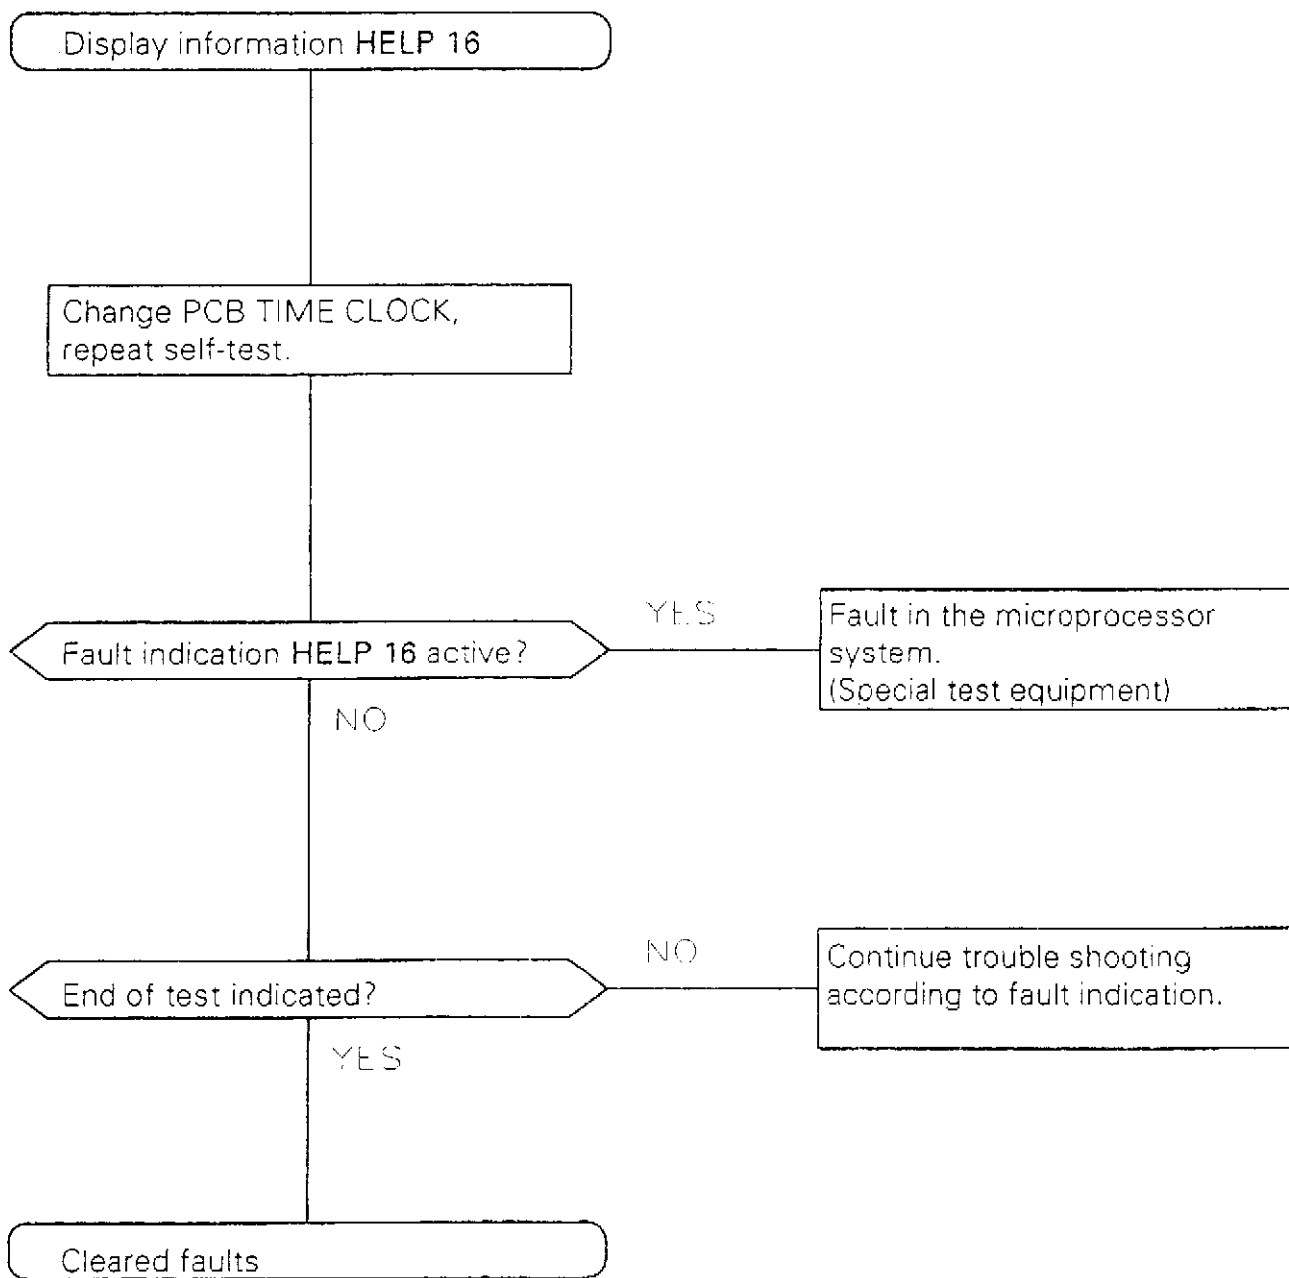 Display information HELP 16
Change PCB TIME CLOCK,
repeat self-test.
Fault indication HELP 16 active?
YES
Fault in the microprocessor
system.
(Special test equipment)
NO
End of test indicated?
NO
Continue trouble shooting
according to fault indication.
YES
Cleared faults